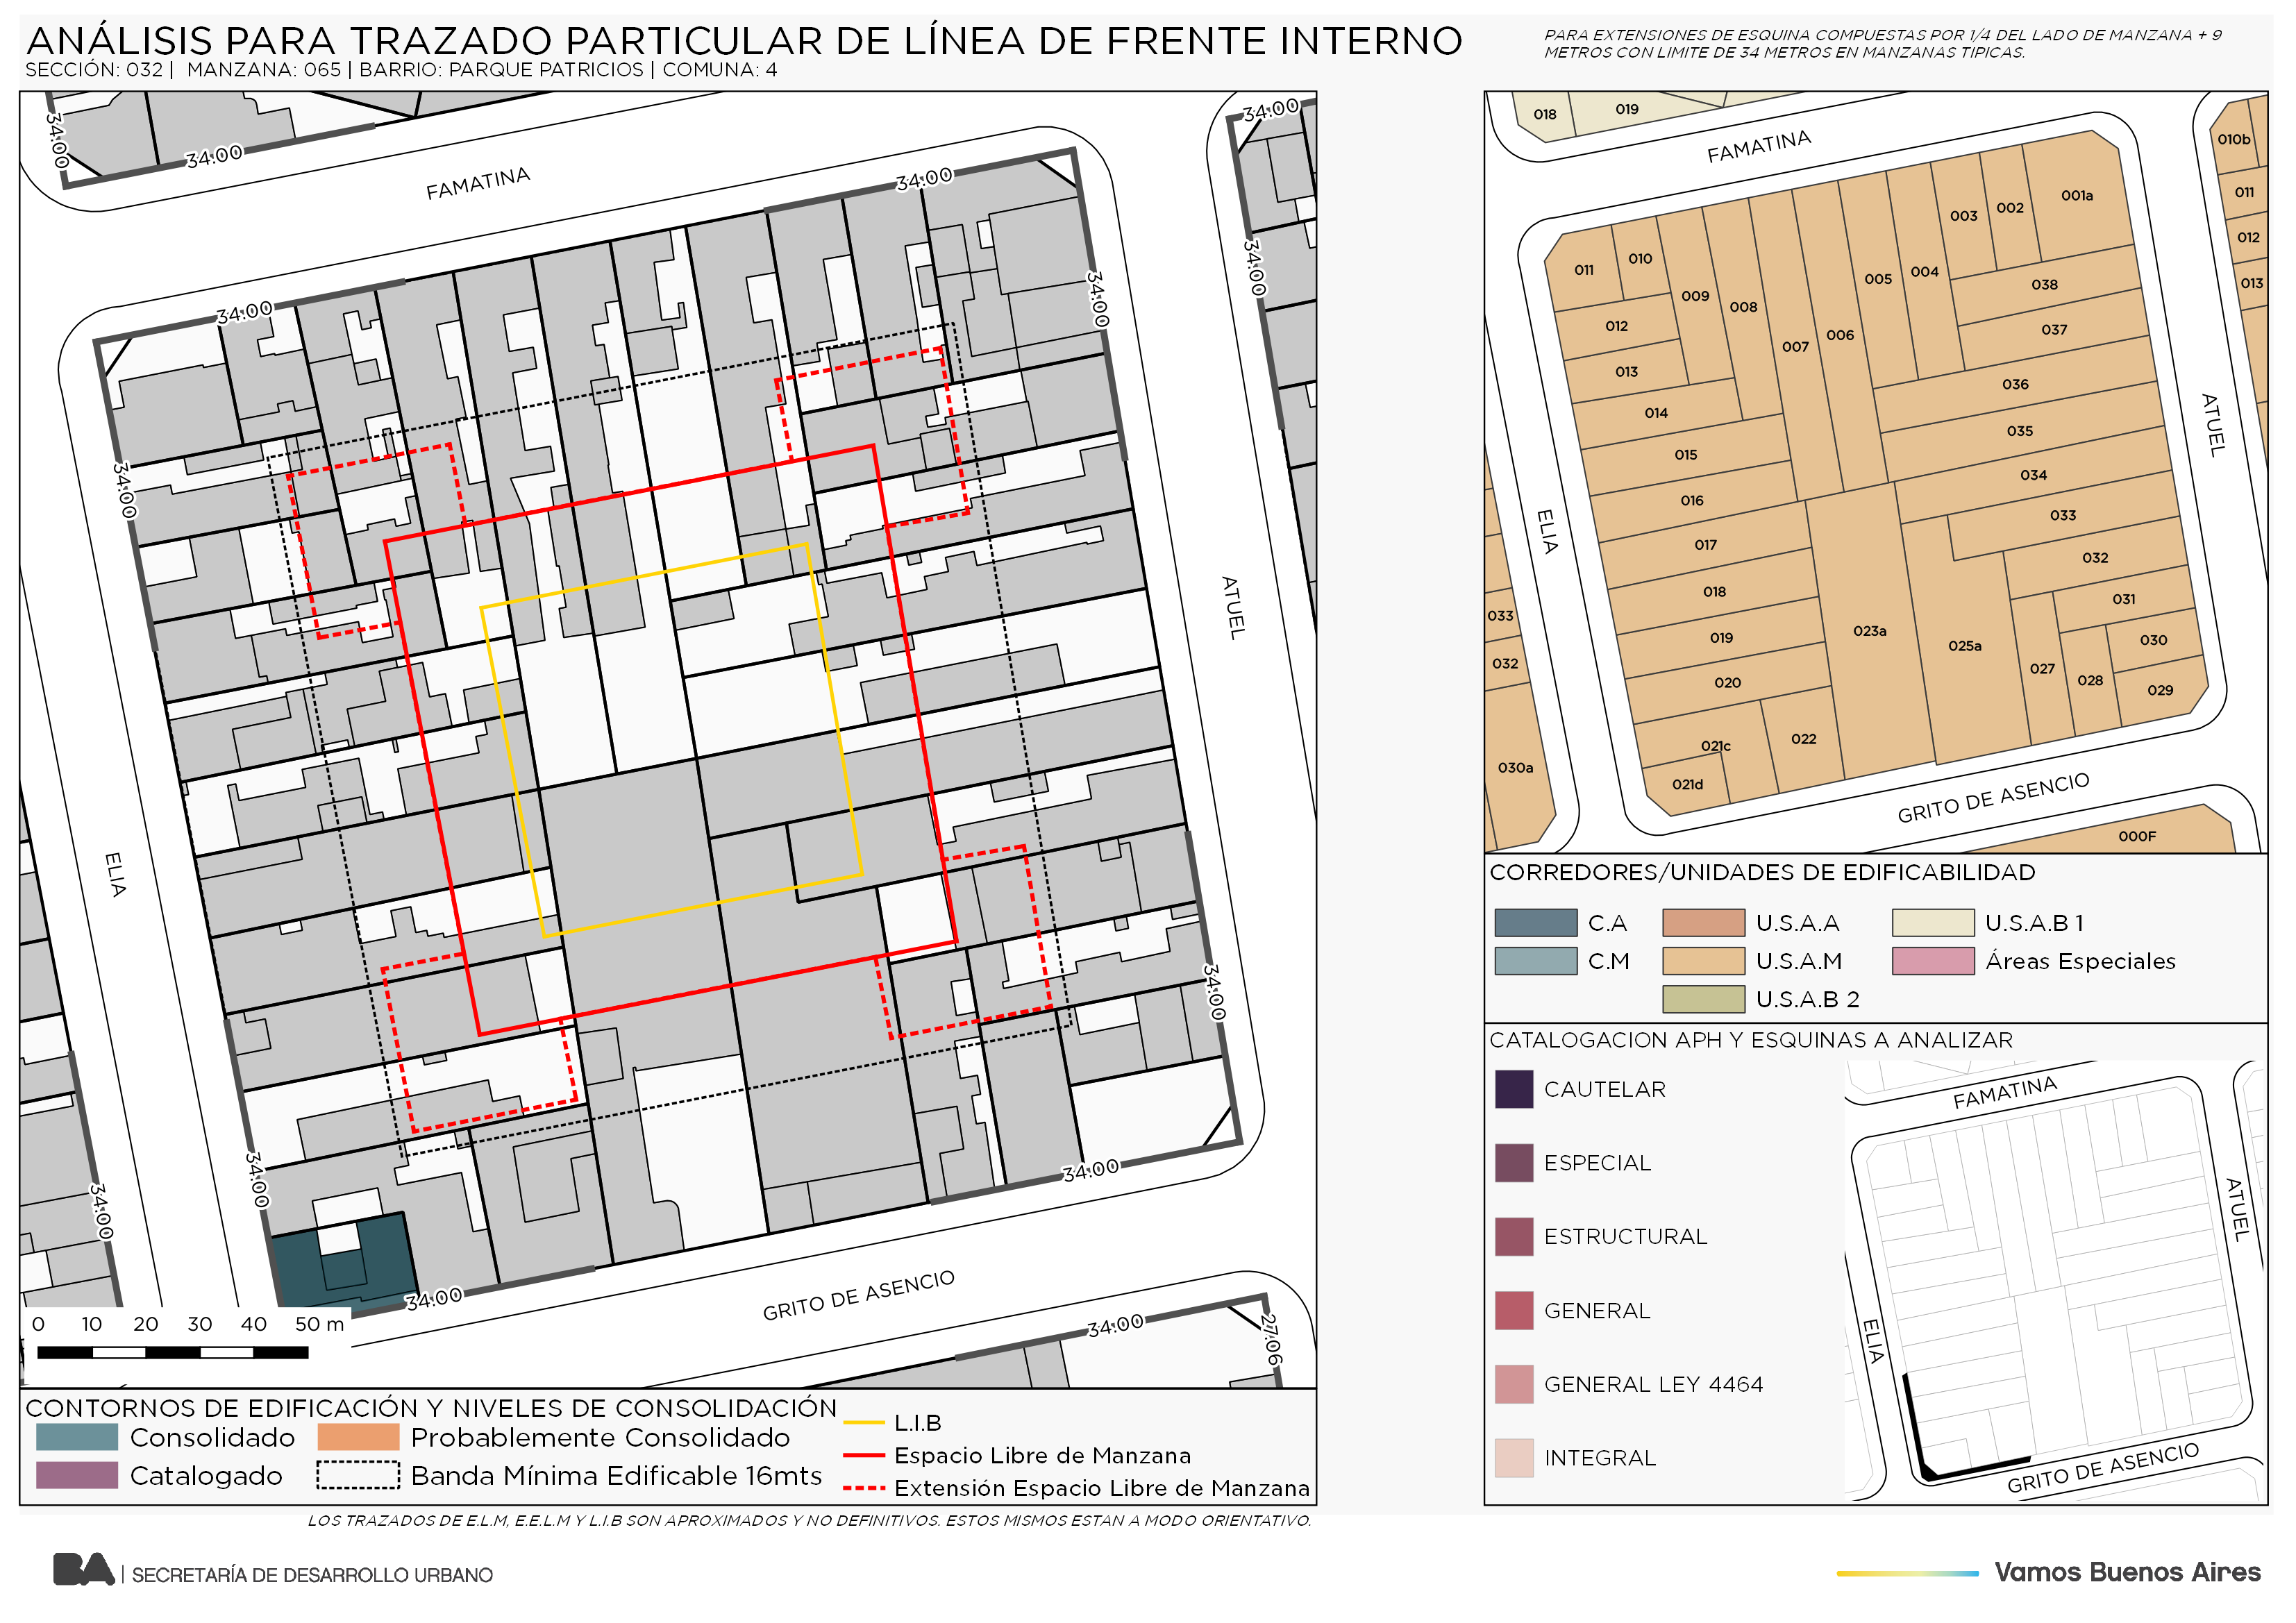 ANÁLISIS PARA TRAZADO PARTICULAR DE LÍNEA DE FRENTE INTERNO
SECCIÓN: 032 | MANZANA: 065 | BARRIO: PARQUE PATRICIOS | COMUNA: 4
PARA EXTENSIONES DE ESQUINA COMPUESTAS POR 1/4 DEL LADO DE MANZANA + 9
METROS CON LIMITE DE 34 METROS EN MANZANAS TIPICAS.
34:00
34:00
34:00
34:00
FAMATINA
34:00
34:00
34:00
34:00
34:00
ATUEL
ELIA
34:00
34:00
34:00
34:00
34:00
GRITO DE ASENCIO
34:00
27.06
0 10 20 30 40 50 m
CONTORNOS DE EDIFICACIÓN Y NIVELES DE CONSOLIDACIÓN
Consolidado
Probablemente Consolidado
Catalogado
Banda Mínima Edificable 16mts
L.I.B
Espacio Libre de Manzana
Extensión Espacio Libre de Manzana
LOS TRAZADOS DE E.L.M, E.E.L.M Y L.I.B SON APROXIMADOS Y NO DEFINITIVOS. ESTOS MISMOS ESTAN A MODO ORIENTATIVO.
018
019
FAMATINA
010b
011
012
013
001a
002
003
004
005
006
007
008
009
010
011
012
013
014
015
016
017
018
019
020
021c
021d
022
023a
025a
027
028
029
030
031
032
033
034
035
036
037
038
ATUEL
ELIA
033
032
030a
GRITO DE ASENCIO
000F
CORREDORES/UNIDADES DE EDIFICABILIDAD
C.A
U.S.A.A
U.S.A.B 1
C.M
U.S.A.M
Áreas Especiales
U.S.A.B 2
CATALOGACION APH Y ESQUINAS A ANALIZAR
CAUTELAR
ESPECIAL
ESTRUCTURAL
GENERAL
GENERAL LEY 4464
INTEGRAL
FAMATINA
ATUEL
ELIA
GRITO DE ASENCIO
BA | SECRETARÍA DE DESARROLLO URBANO
Vamos Buenos Aires